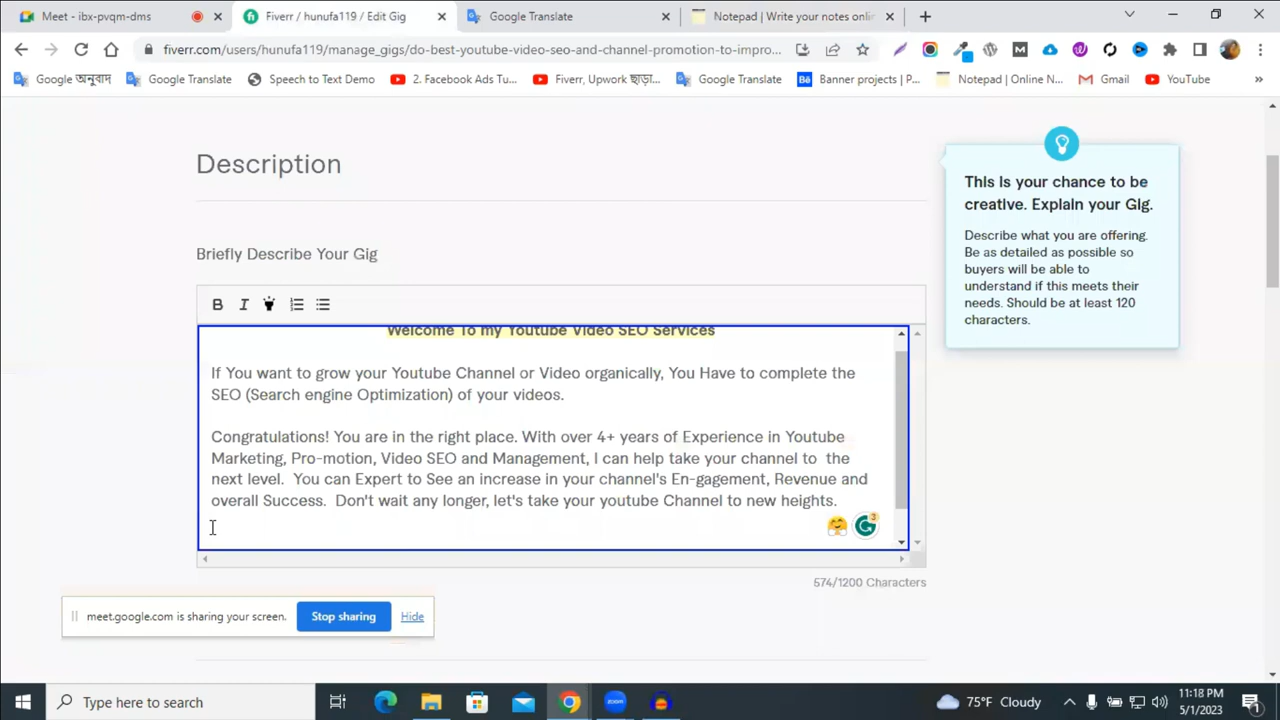 Meet - ibx-pvqm-dms
Fiverr / hunufa119 / Edit Gig
Google Translate
Notepad | Write your notes onlin
fiverr.com/users/hunufa119/manage_gigs/do-best-youtube-video-seo-and-channel-promotion-to-impro...
Google অনুবাদ
Google Translate
Speech to Text Demo
2. Facebook Ads Tu...
Fiverr, Upwork ছাড়া...
Google Translate
Banner projects | P...
Notepad | Online N...
Gmail
YouTube
»
Description
Briefly Describe Your Gig
B I
Welcome To my Youtube Video SEO Services
If You want to grow your Youtube Channel or Video organically, You Have to complete the
SEO (Search engine Optimization) of your videos.
Congratulations! You are in the right place. With over 4+ years of Experience in Youtube
Marketing, Pro-motion, Video SEO and Management, I can help take your channel to  the
next level.  You can Expert to See an increase in your channel's En-gagement, Revenue and
overall Success.  Don't wait any longer, let's take your youtube Channel to new heights.
574/1200 Characters
This is your chance to be
creative. Explain your Gig.
Describe what you are offering.
Be as detailed as possible so
buyers will be able to
understand if this meets their
needs. Should be at least 120
characters.
meet.google.com is sharing your screen.
Stop sharing
Hide
Type here to search
zoom
75°F Cloudy
11:18 PM
5/1/2023